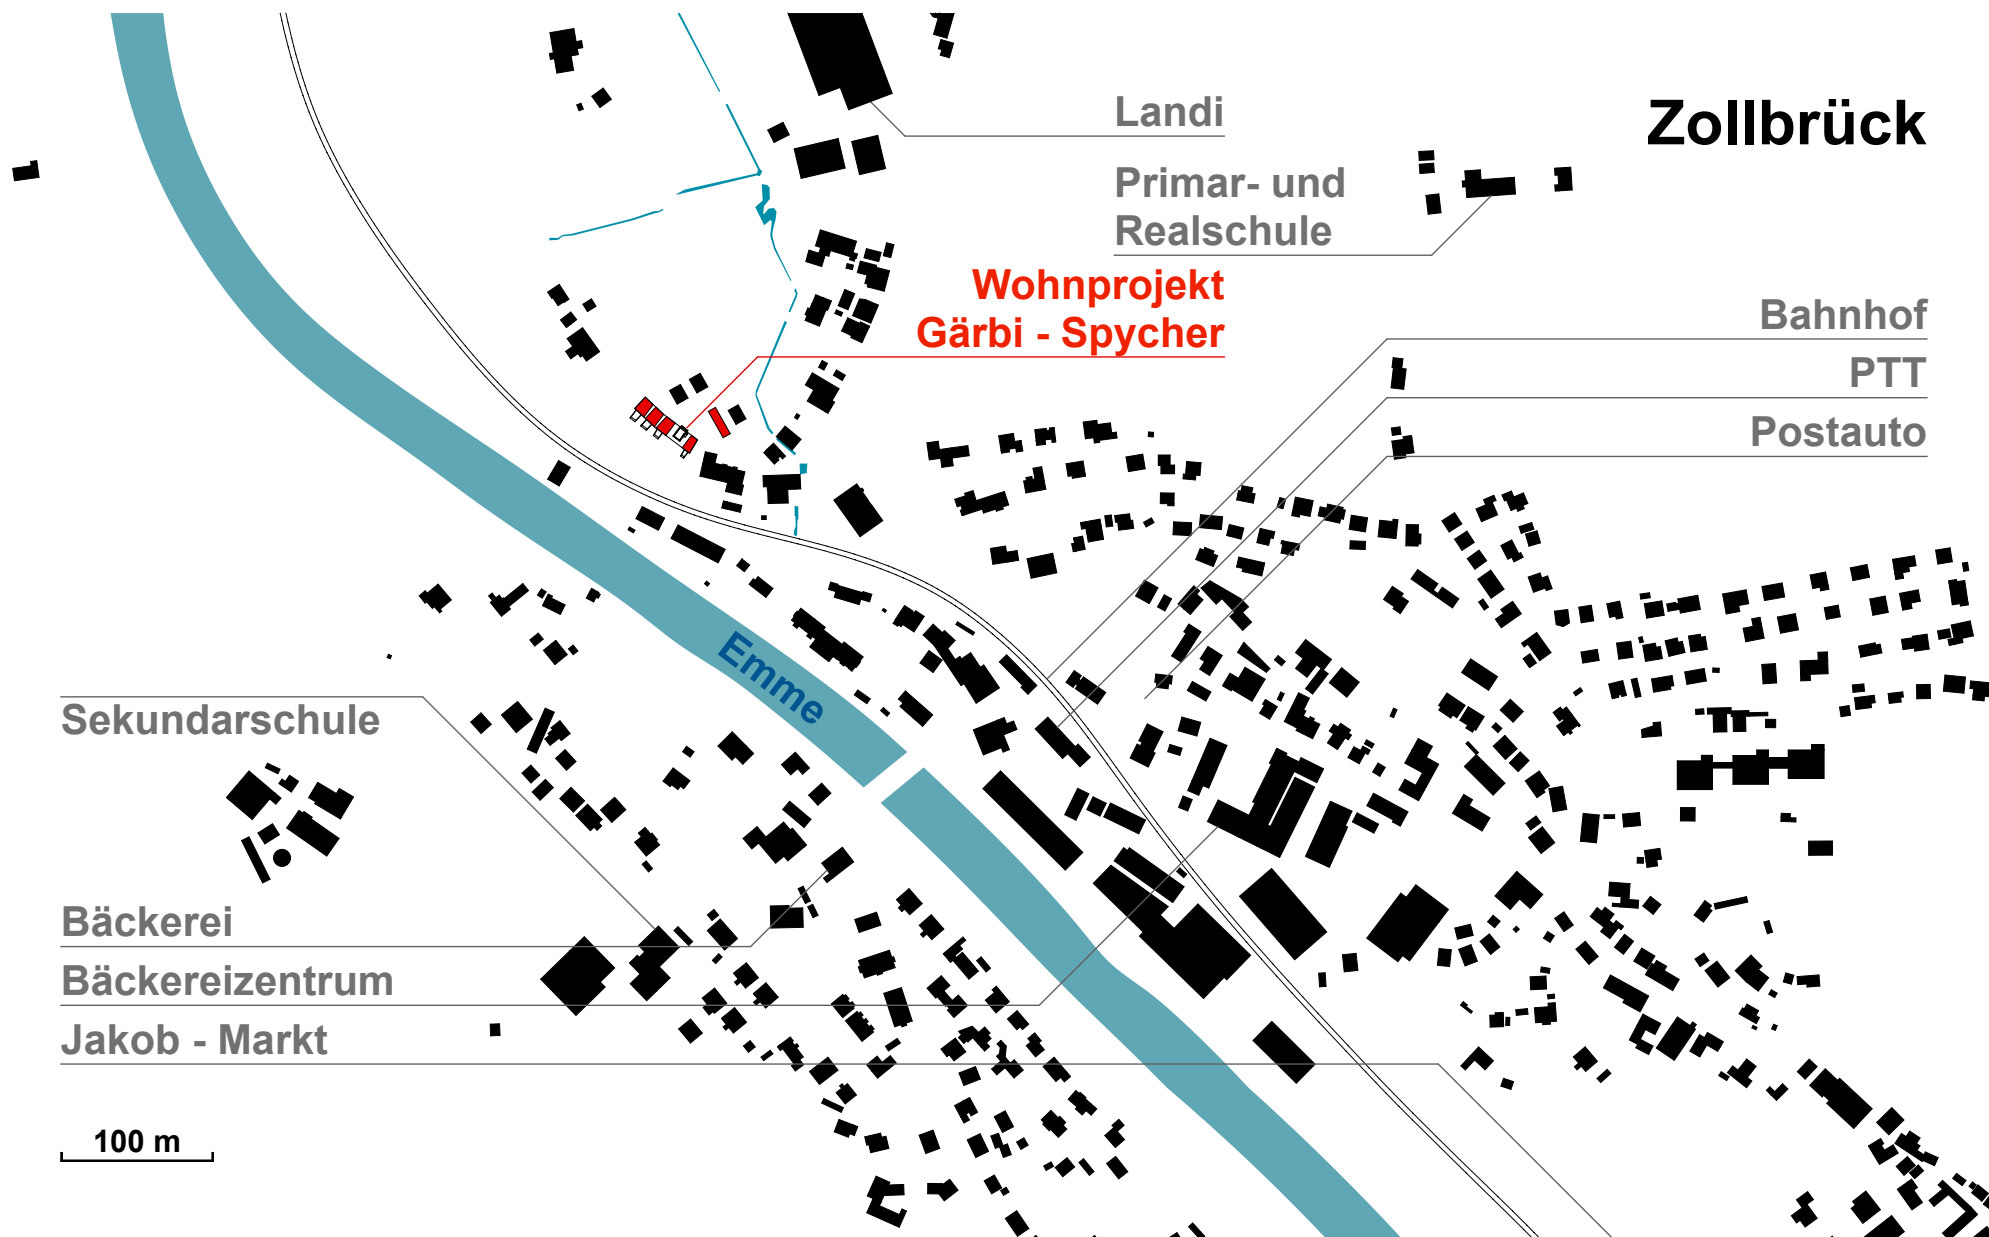 Landi
Zollbrück
Primar- und
Realschule
Wohnprojekt
Gärbi - Spycher
Bahnhof
PTT
Postauto
Emme
Sekundarschule
Bäckerei
Bäckereizentrum
Jakob - Markt
100 m